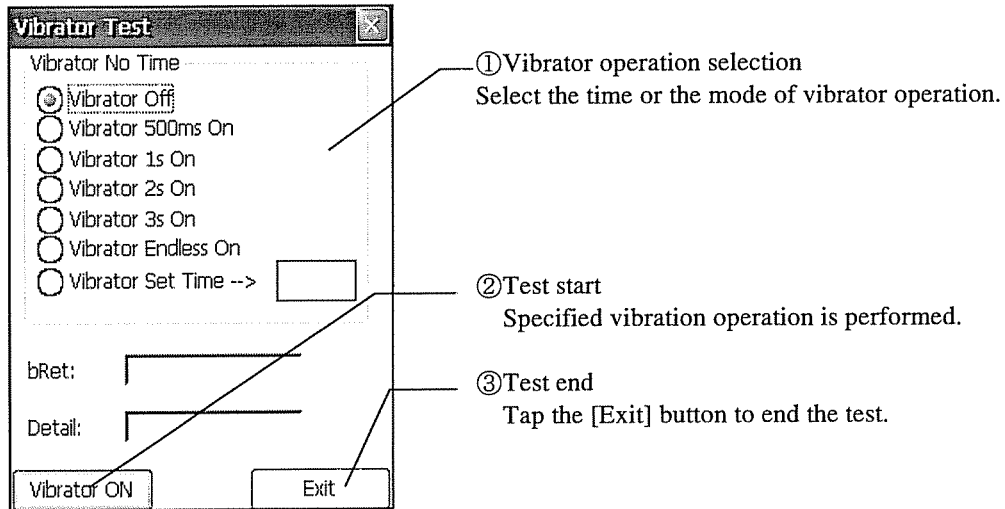 Vibrator Test
Vibrator No Time
Vibrator Off
Vibrator 500ms On
Vibrator 1s On
Vibrator 2s On
Vibrator 3s On
Vibrator Endless On
Vibrator Set Time -->
bRet:
Detail:
Vibrator ON
Exit
①Vibrator operation selection
Select the time or the mode of vibrator operation.
②Test start
Specified vibration operation is performed.
③Test end
Tap the [Exit] button to end the test.